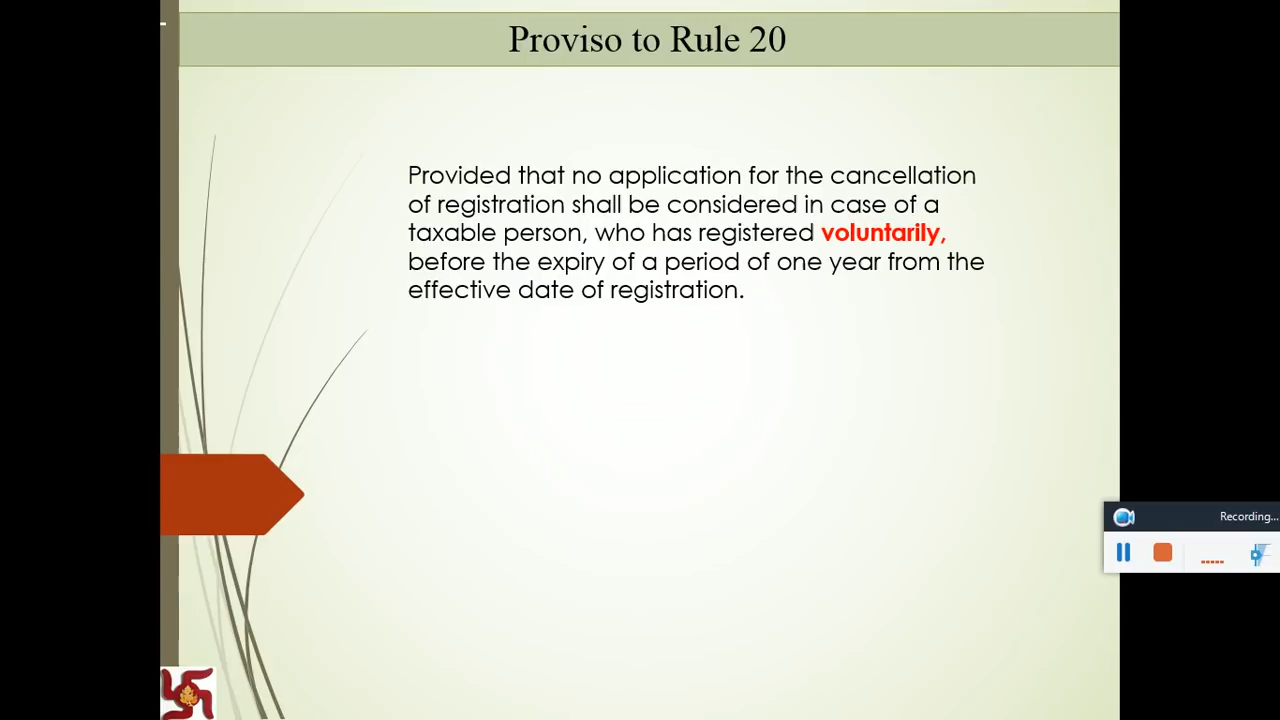 Proviso to Rule 20
Provided that no application for the cancellation
of registration shall be considered in case of a
taxable person, who has registered voluntarily,
before the expiry of a period of one year from the
effective date of registration.
Recording...